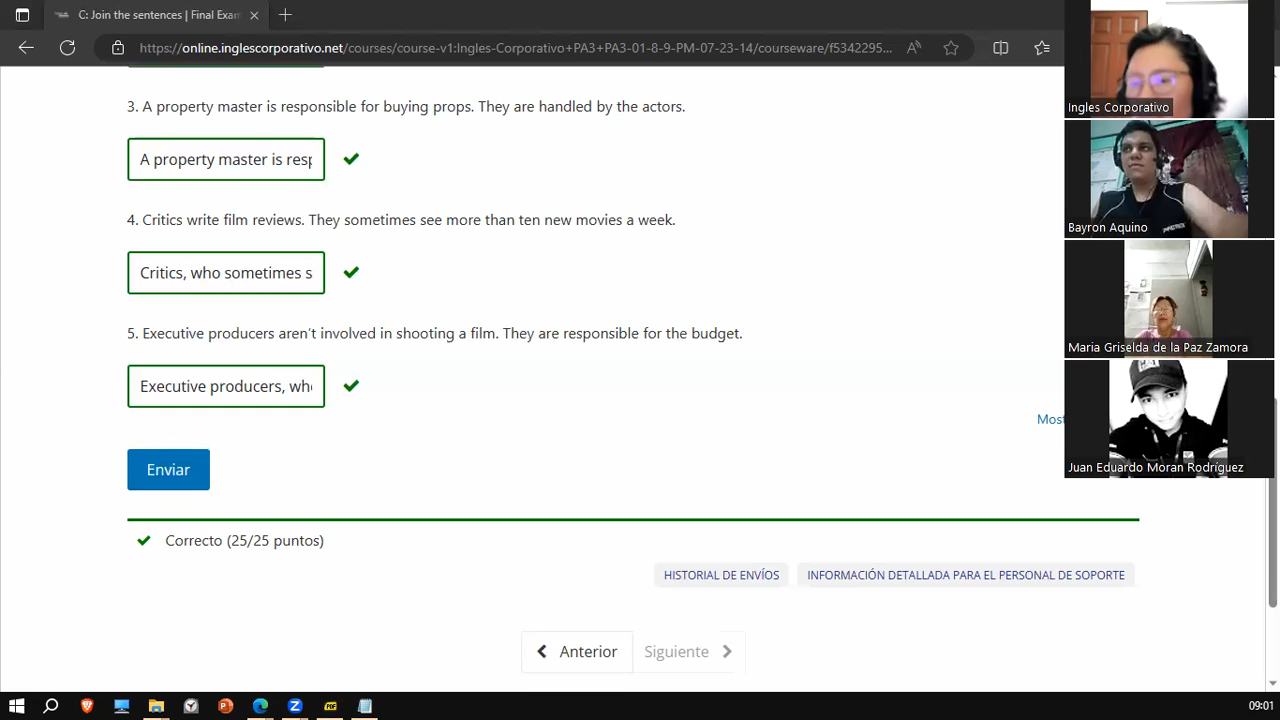 C: Join the sentences | Final Exam
https://online.inglescorporativo.net/courses/course-v1:Ingles-Corporativo+PA3+PA3-01-8-9-PM-07-23-14/courseware/f5342295...
3. A property master is responsible for buying props. They are handled by the actors.
A property master is resp
4. Critics write film reviews. They sometimes see more than ten new movies a week.
Critics, who sometimes s
5. Executive producers aren't involved in shooting a film. They are responsible for the budget.
Executive producers, who
Most
Enviar
Correcto (25/25 puntos)
HISTORIAL DE ENVÍOS
INFORMACIÓN DETALLADA PARA EL PERSONAL DE SOPORTE
Anterior
Siguiente
Ingles Corporativo
Bayron Aquino
Maria Griselda de la Paz Zamora
Juan Eduardo Moran Rodríguez
09:01